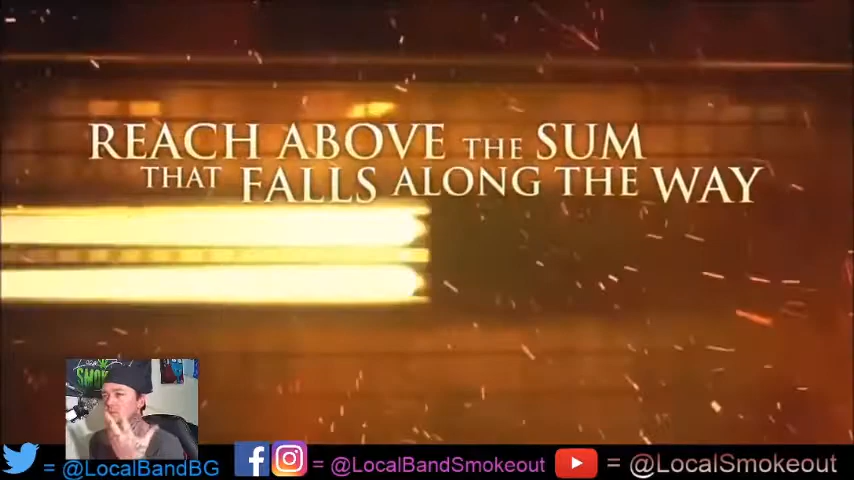 REACH ABOVE THE SUM
THAT FALLS ALONG THE WAY
= @LocalBandBG
= @LocalBandSmokeout
= @LocalSmokeout